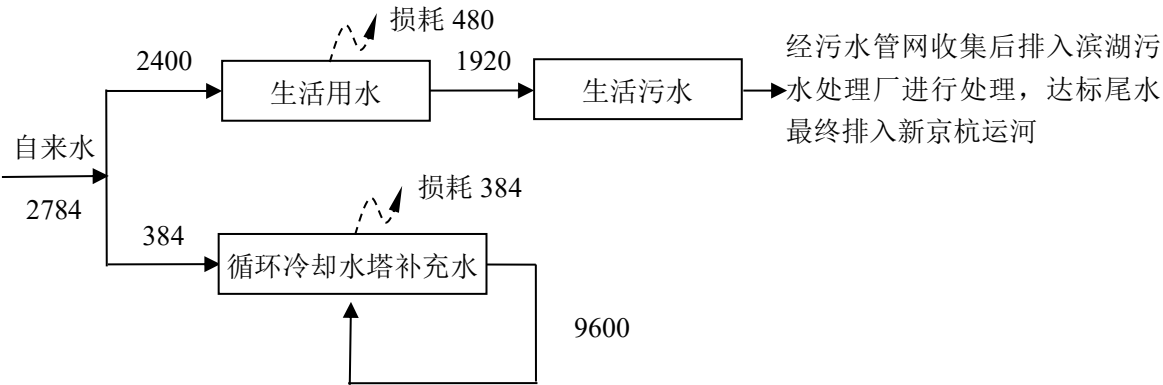 损耗 480
2400
生活用水
1920
生活污水
经污水管网收集后排入滨湖污
水处理厂进行处理，达标尾水
最终排入新京杭运河
自来水
2784
损耗 384
384
循环冷却水塔补充水
9600